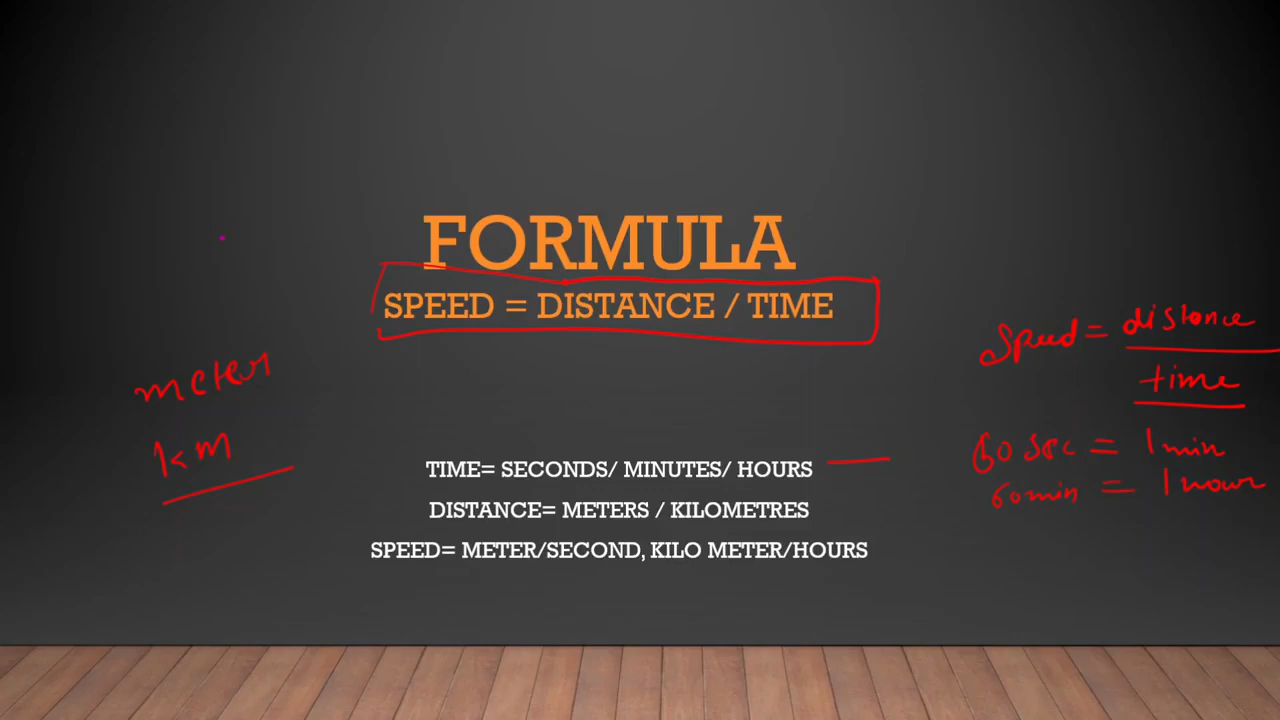 FORMULA
SPEED = DISTANCE / TIME
meter
km
Speed = distance
time
60 sec = 1 min
60 min = 1 hour
TIME= SECONDS/ MINUTES/ HOURS
DISTANCE= METERS / KILOMETRES
SPEED= METER/SECOND, KILO METER/HOURS